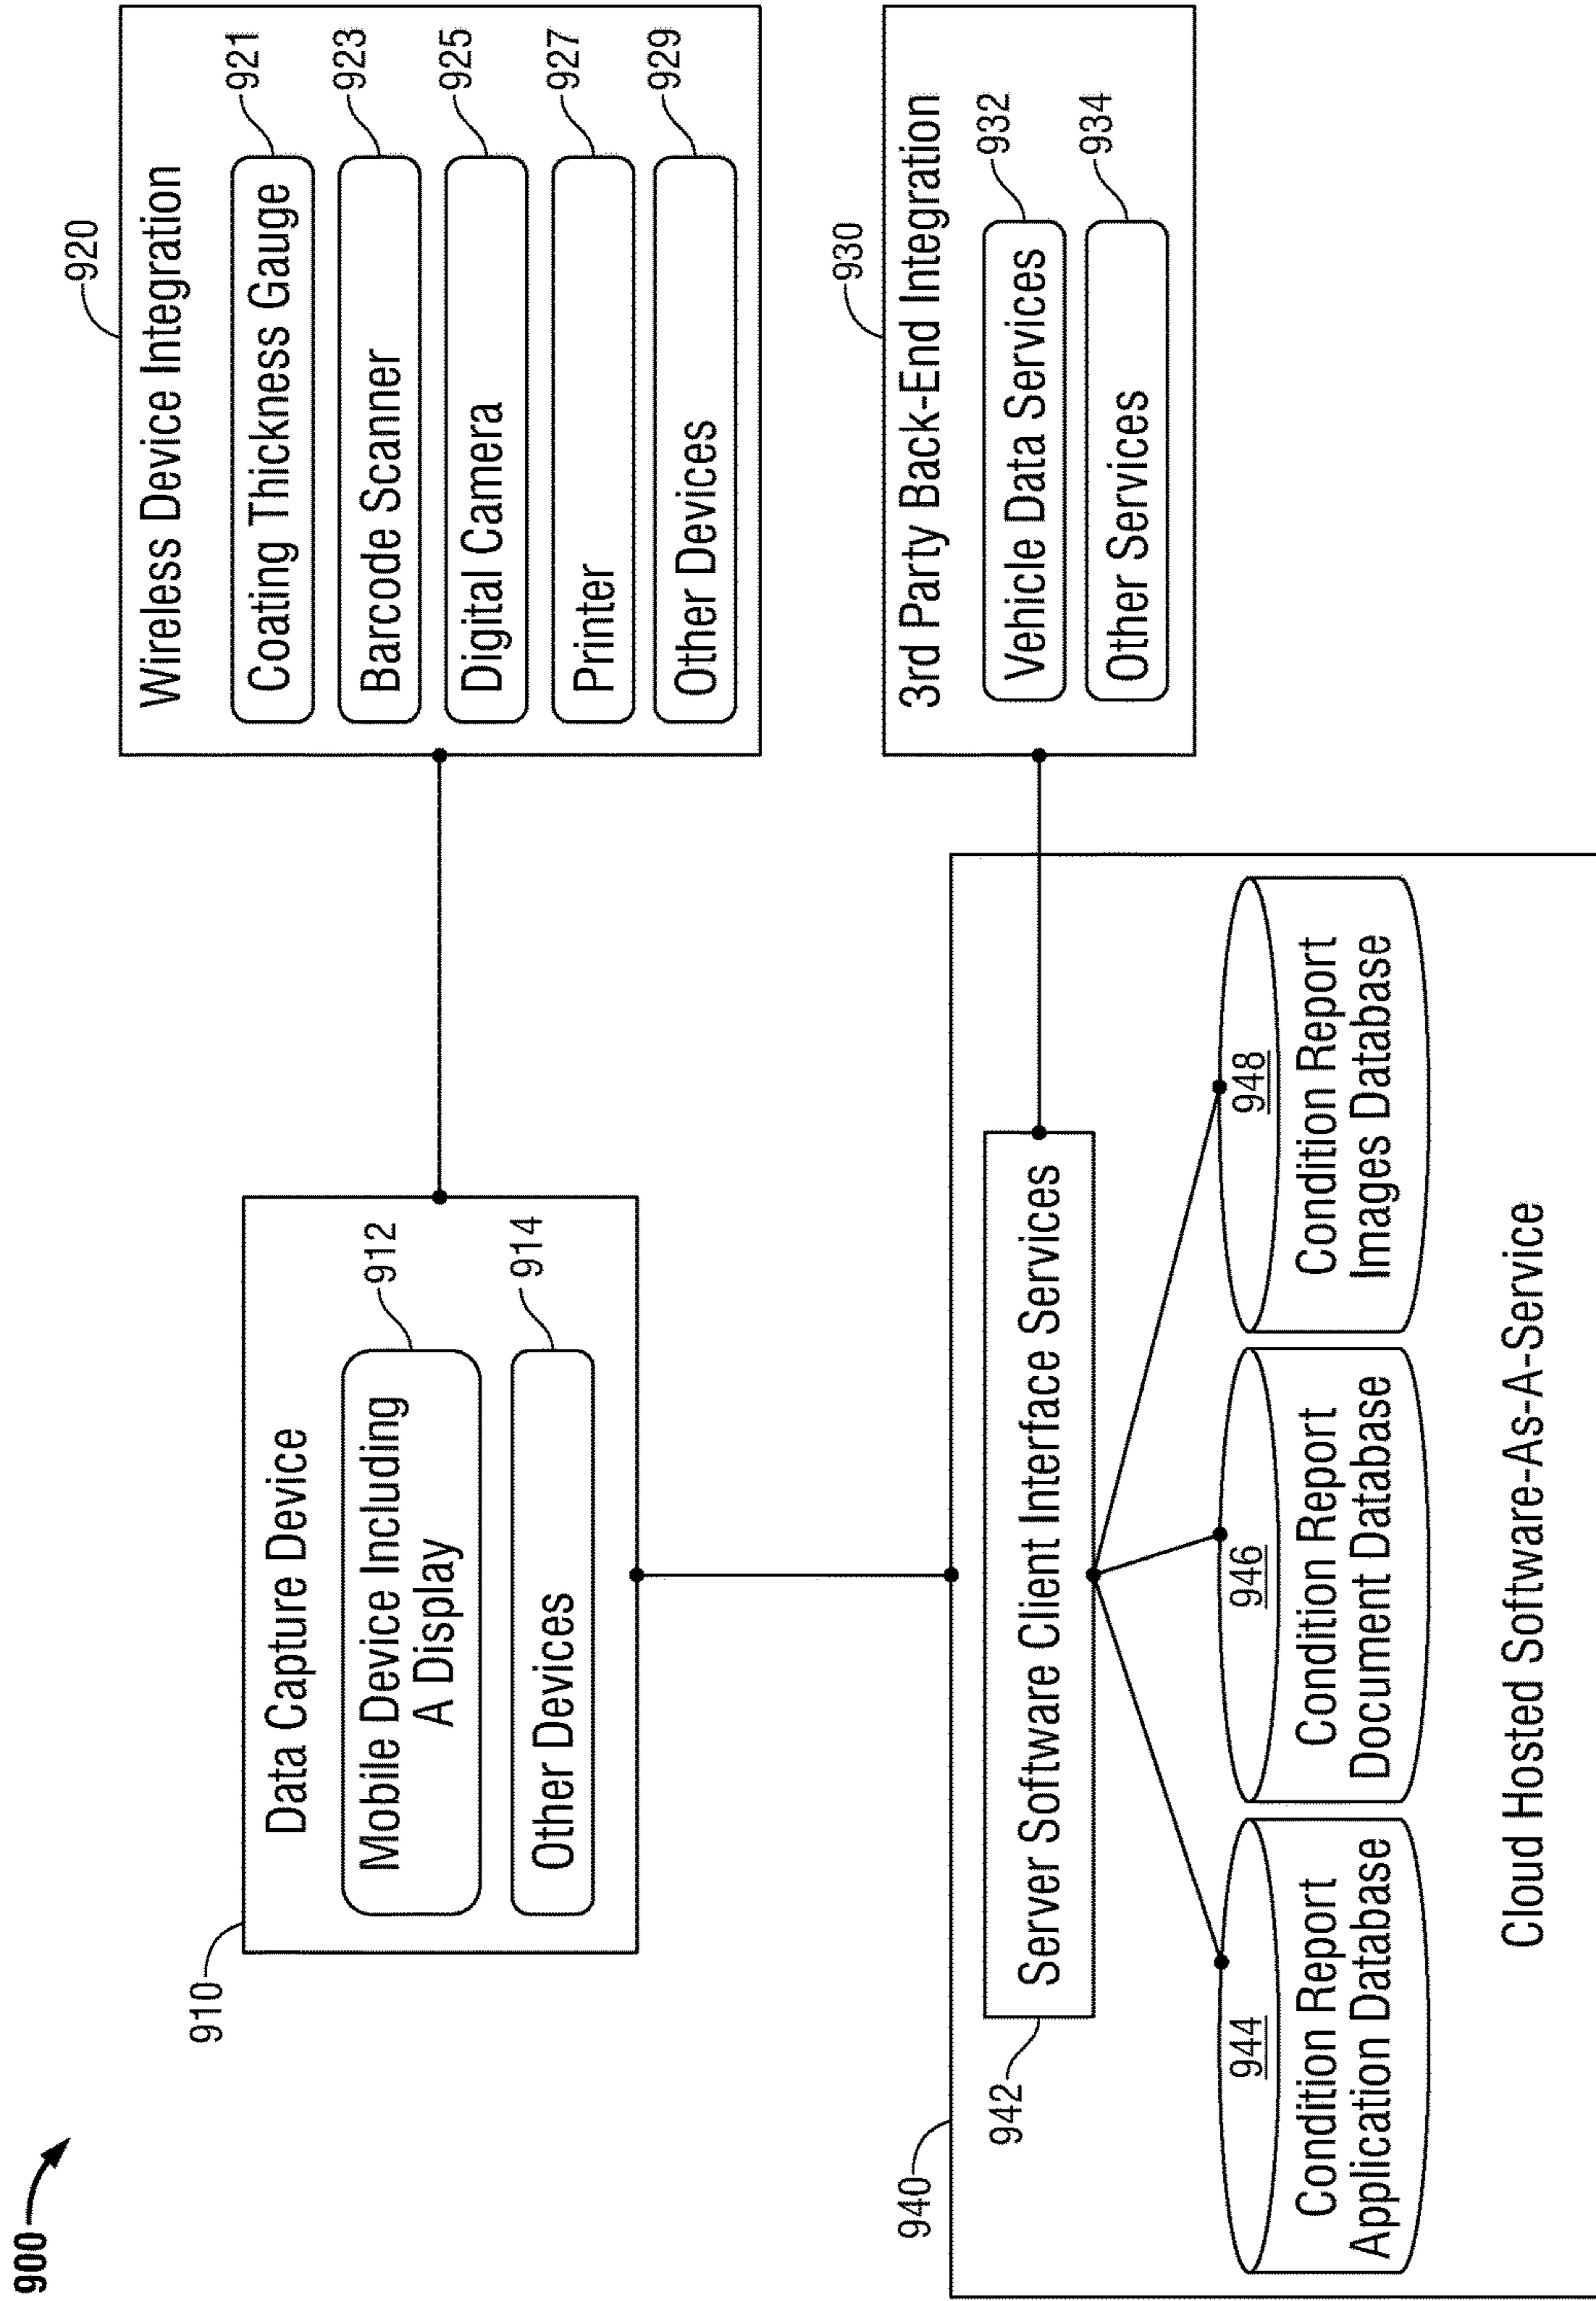 900
910
Data Capture Device
Mobile Device Including
A Display
912
Other Devices
914
920
Wireless Device Integration
Coating Thickness Gauge
921
Barcode Scanner
923
Digital Camera
925
Printer
927
Other Devices
929
930
3rd Party Back-End Integration
Vehicle Data Services
932
Other Services
934
940
942
Server Software Client Interface Services
944
Condition Report
Application Database
946
Condition Report
Document Database
948
Condition Report
Images Database
Cloud Hosted Software-As-A-Service